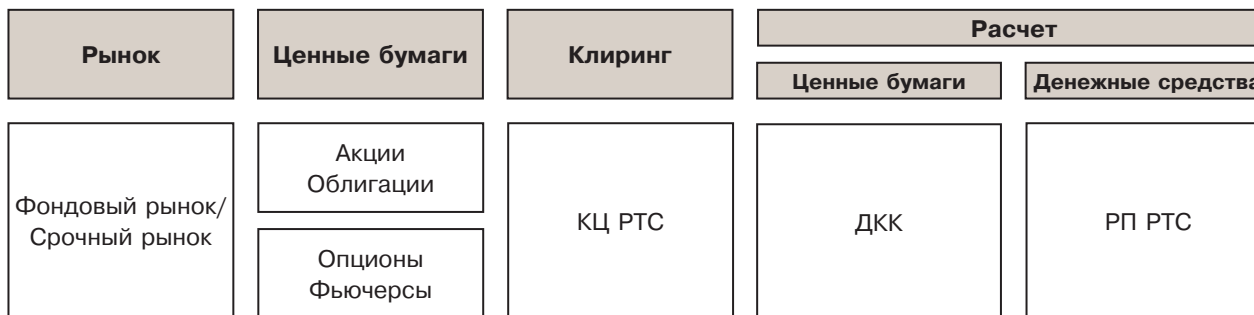 Рынок
Ценные бумаги
Клиринг
Расчет
Ценные бумаги
Денежные средства
Фондовый рынок/
Срочный рынок
Акции
Облигации
Опционы
Фьючерсы
КЦ РТС
ДКК
РП РТС